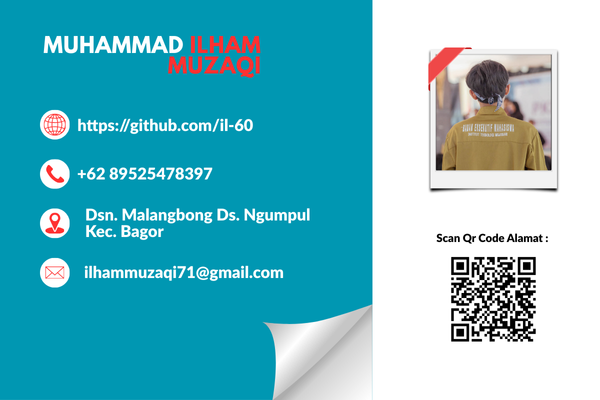 MUHAMMAD ILHAM
MUZAQI
https://github.com/il-60
+62 89525478397
Dsn. Malangbong Ds. Ngumpul
Kec. Bagor
ilhammuzaqi71@gmail.com
Scan Qr Code Alamat :